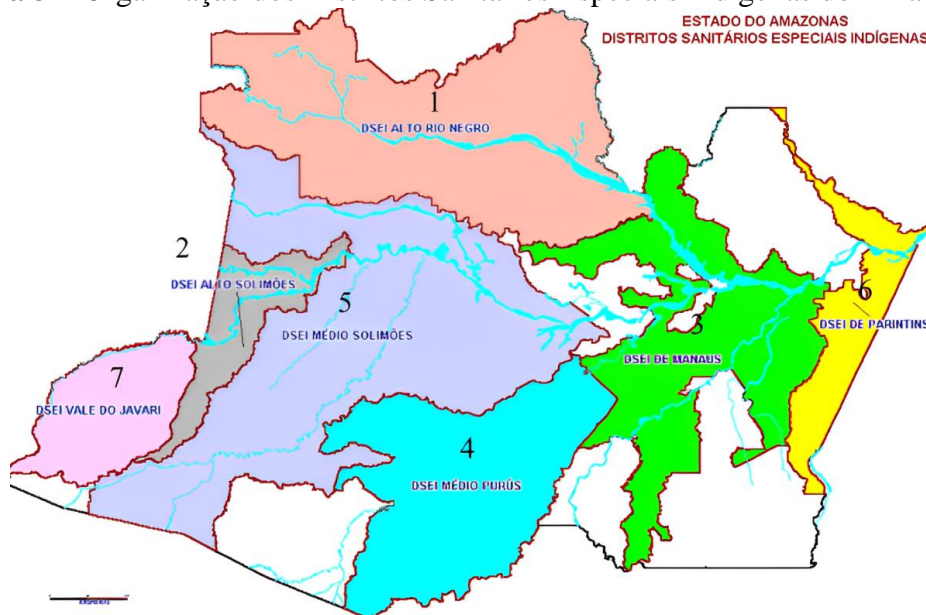 ESTADO DO AMAZONAS
DISTRITOS SANITÁRIOS ESPECIAIS INDÍGENAS
1
DSEI ALTO RIO NEGRO
2
DSEI ALTO SOLIMÕES
5
DSEI MÉDIO SOLIMÕES
6
DSEI DE PARINTINS
3
DSEI DE MANAUS
7
DSEI VALE DO JAVARI
4
DSEI MÉDIO PURÛS